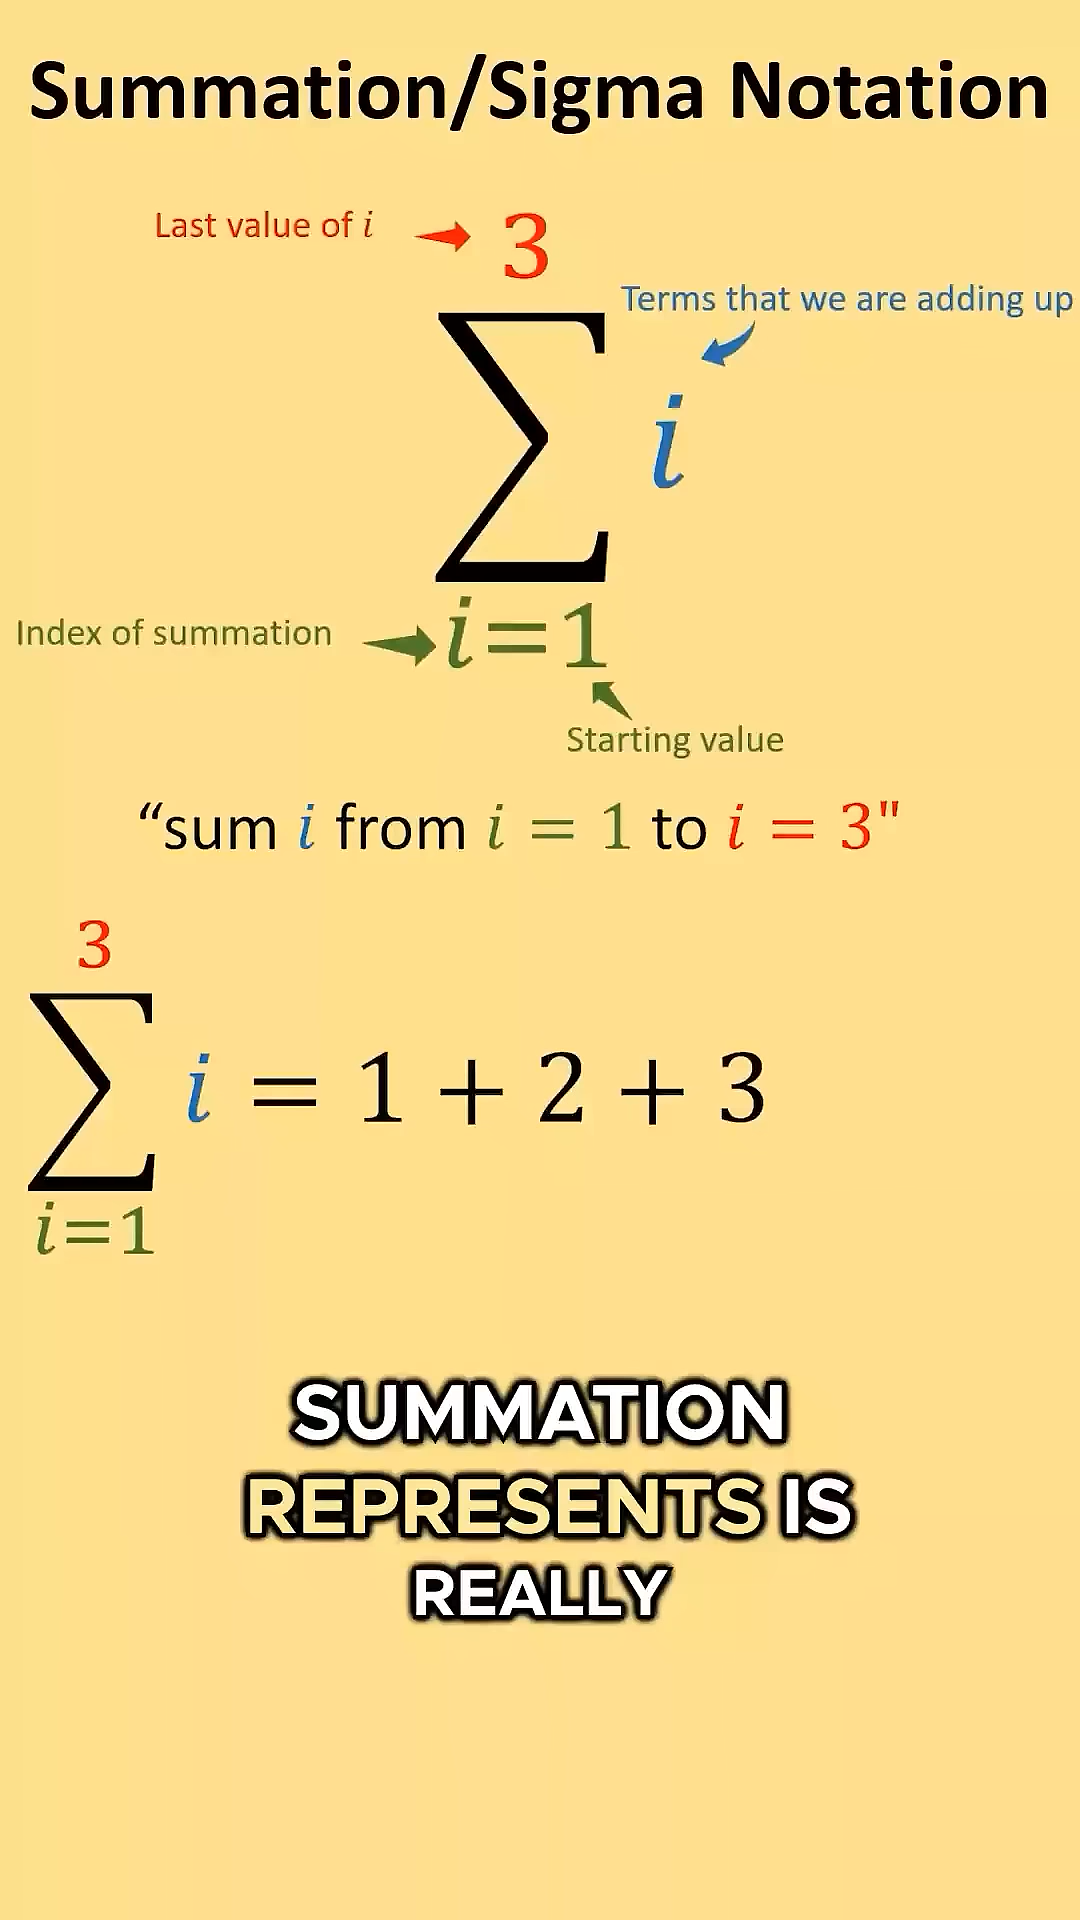 Summation/Sigma Notation
Last value of i
3
Terms that we are adding up
∑ i
Index of summation
i=1
Starting value
“sum i from i = 1 to i = 3"
3
∑ i = 1 + 2 + 3
i=1
SUMMATION
REPRESENTS IS
REALLY